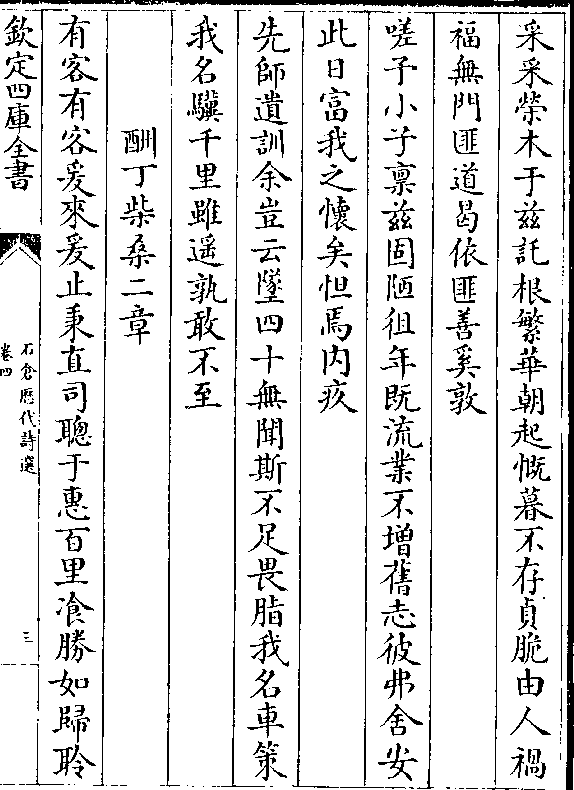 采采榮木于兹託根繁華朝起慨暮不存貞脆由人禍
福無門匪道曷依匪善奚敦
嗟予小子禀兹固陋徂年既流業不增舊志彼弗舍安
此日富我之懷矣怛焉内疚
先師遺訓余豈云墜四十無聞斯不足畏脂我名車策
我名驥千里雖遥孰敢不至
酬丁柴桑二章
有客有客爰來爰止秉直司聰于惠百里飡勝如歸聆
欽定四庫全書
石倉歴代詩選
卷四
三